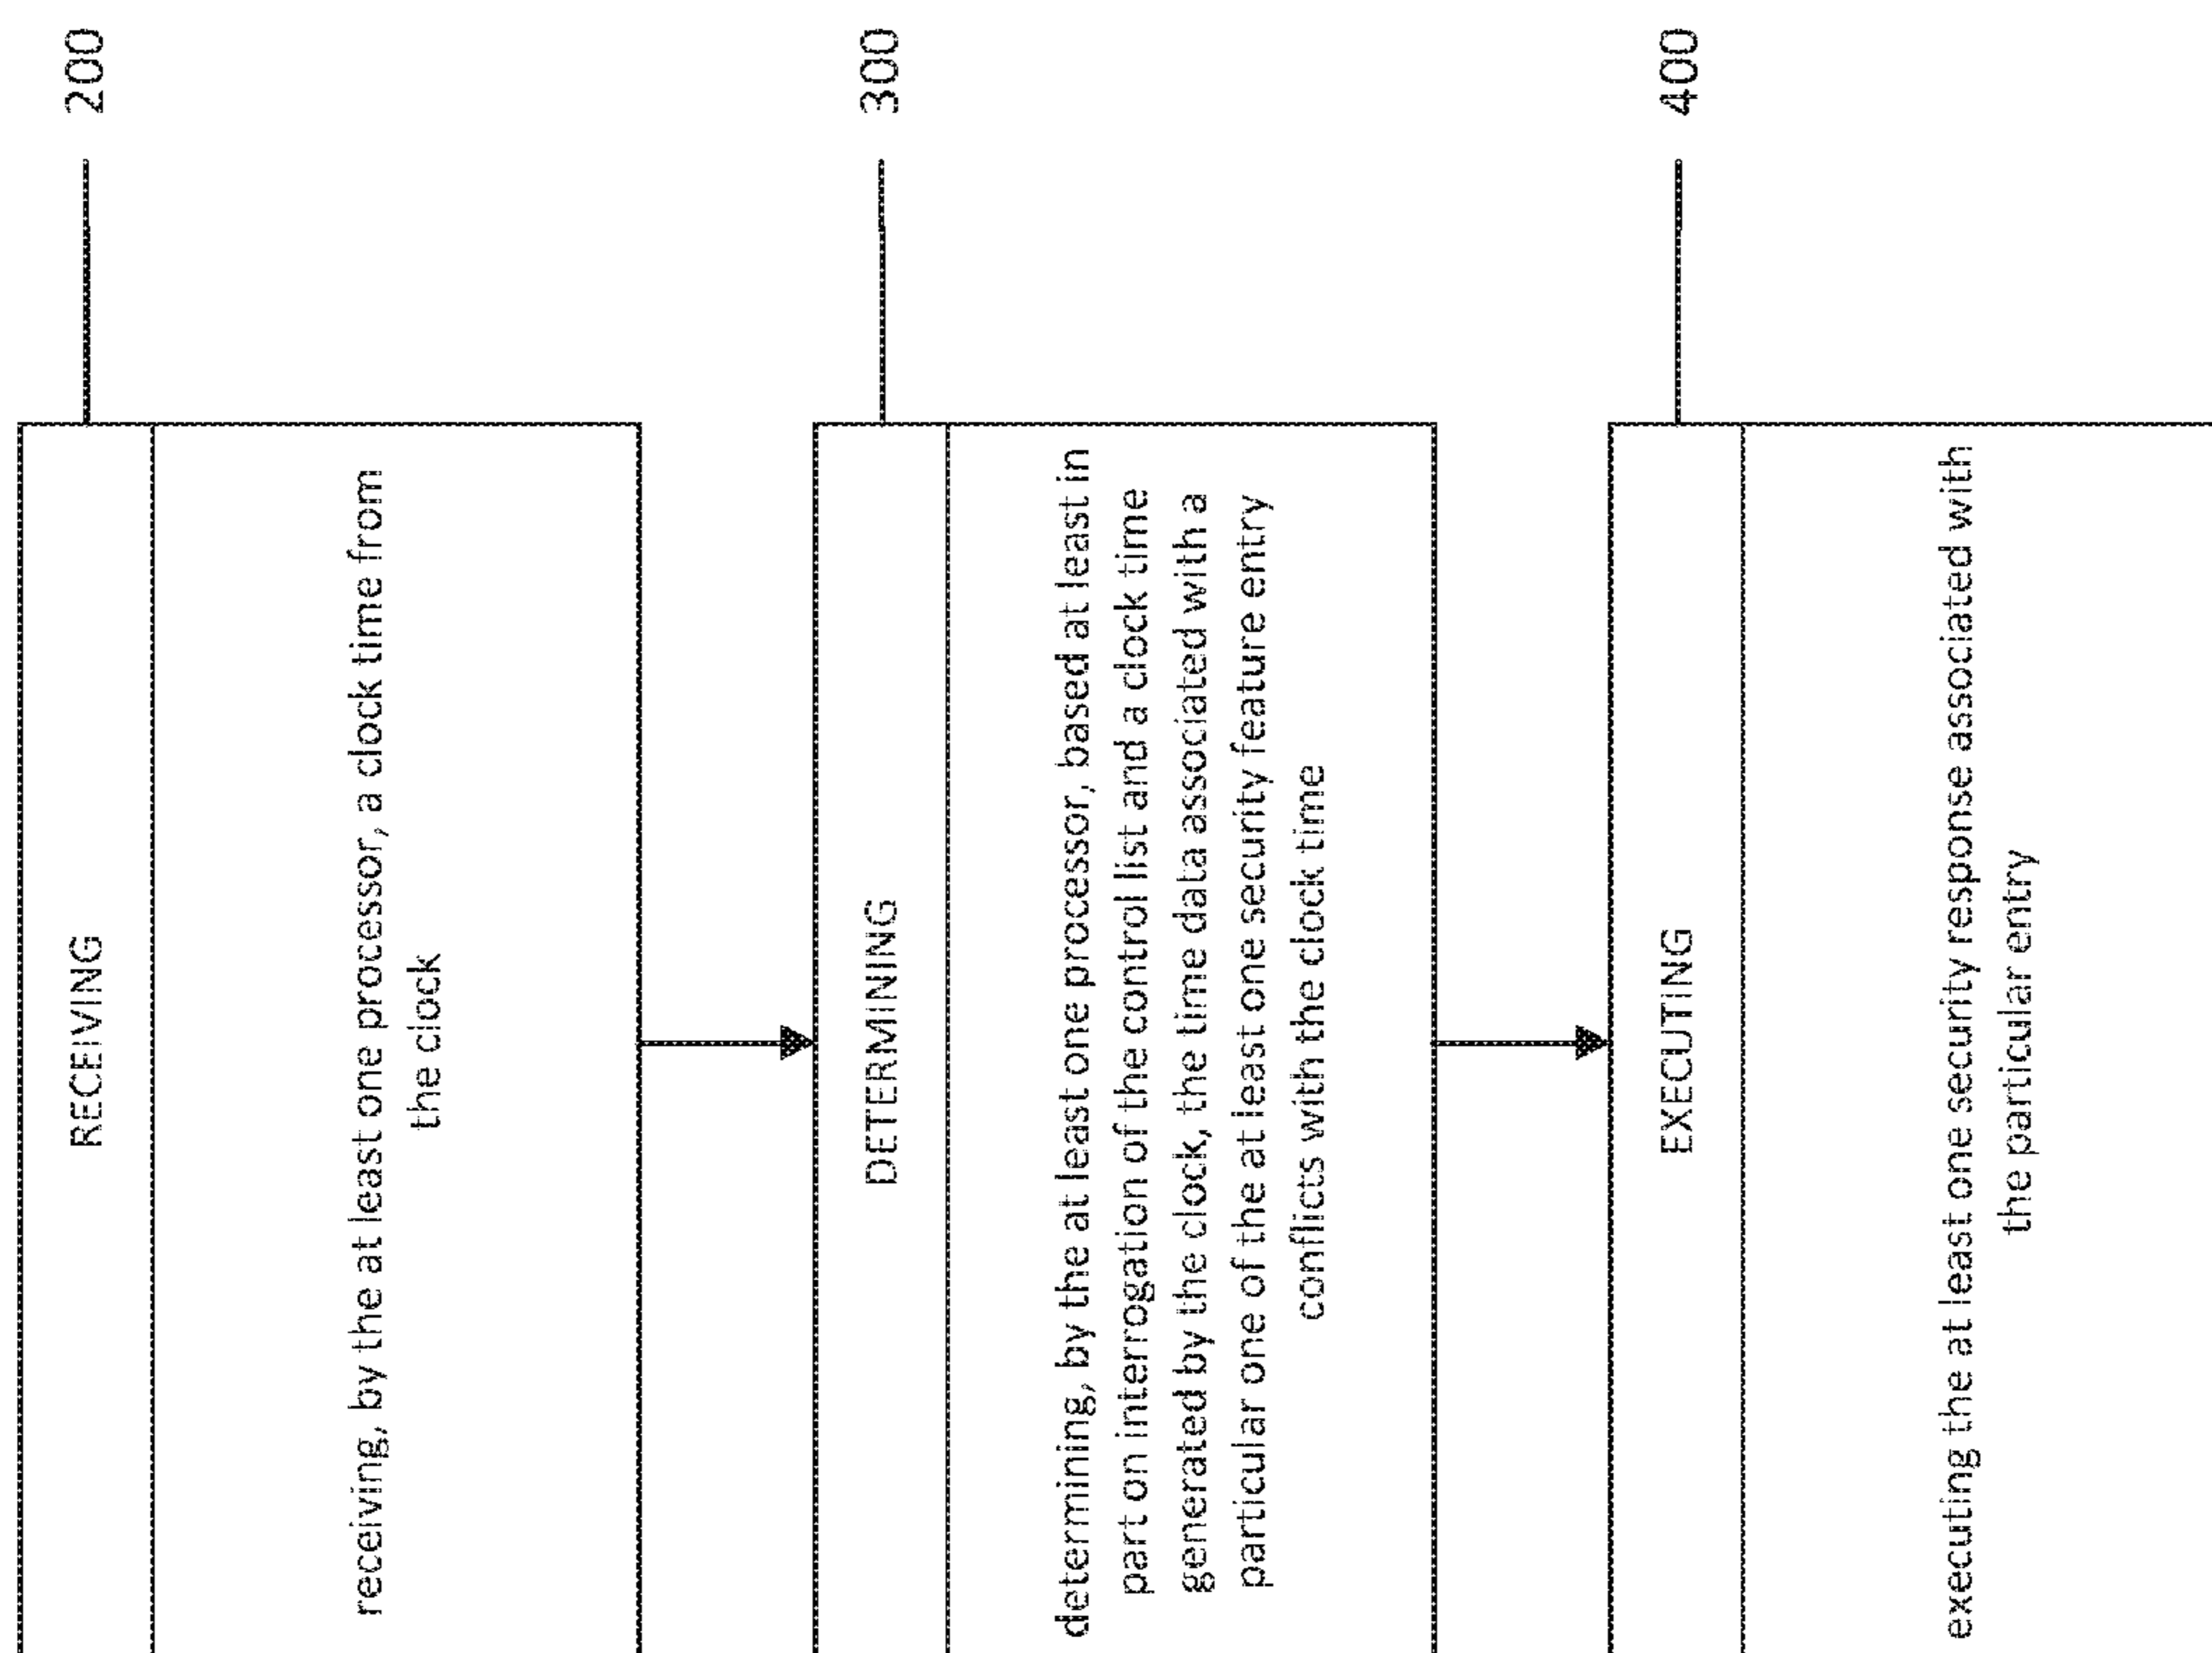 RECEIVING
200
receiving, by the at least one processor, a clock time from
the clock
DETERMINING
300
determining, by the at least one processor, based at least in
part on interrogation of the control list and a clock time
generated by the clock, the time data associated with a
particular one of the at least one security feature entry
conflicts with the clock time
EXECUTING
400
executing the at least one security response associated with
the particular entry